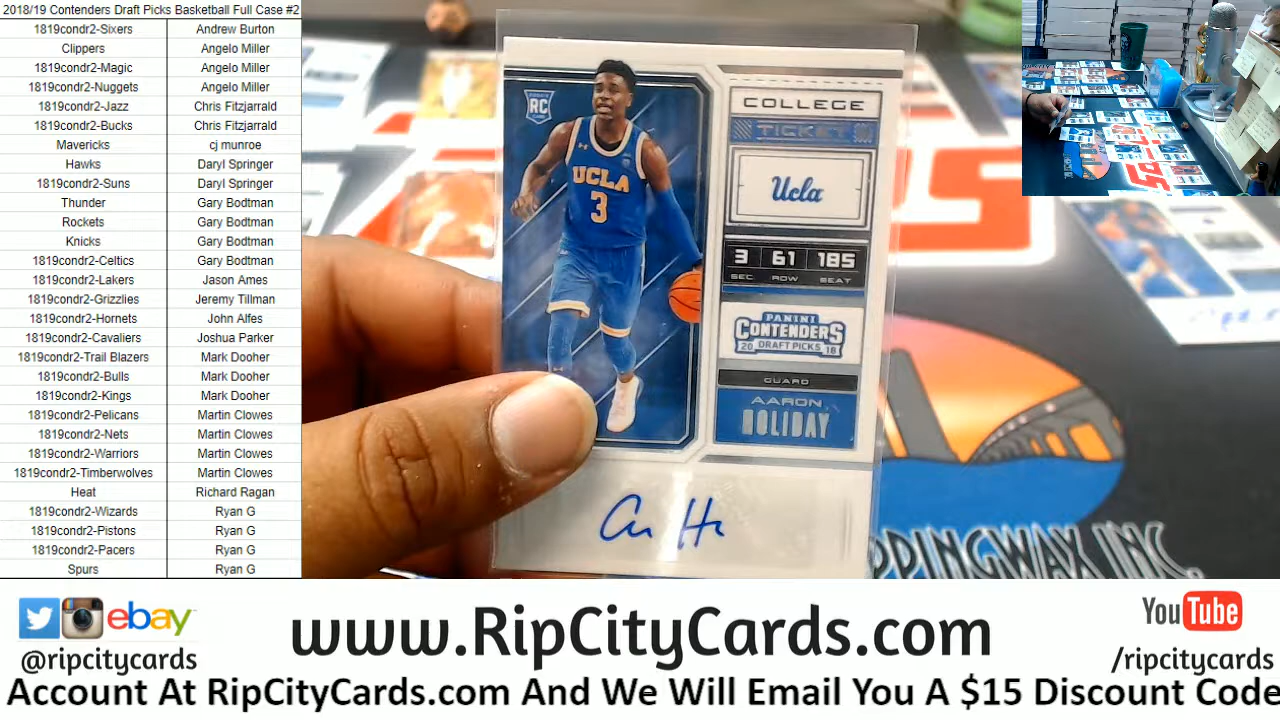 2018/19 Contenders Draft Picks Basketball Full Case #2
1819condr2-Sixers Andrew Burton
Clippers Angelo Miller
1819condr2-Magic Angelo Miller
1819condr2-Nuggets Angelo Miller
1819condr2-Jazz Chris Fitzjarrald
1819condr2-Bucks Chris Fitzjarrald
Mavericks cj munroe
Hawks Daryl Springer
1819condr2-Suns Daryl Springer
Thunder Gary Bodtman
Rockets Gary Bodtman
Knicks Gary Bodtman
1819condr2-Celtics Gary Bodtman
1819condr2-Lakers Jason Ames
1819condr2-Grizzlies Jeremy Tillman
1819condr2-Hornets John Alfes
1819condr2-Cavaliers Joshua Parker
1819condr2-Trail Blazers Mark Dooher
1819condr2-Bulls Mark Dooher
1819condr2-Kings Mark Dooher
1819condr2-Pelicans Martin Clowes
1819condr2-Nets Martin Clowes
1819condr2-Warriors Martin Clowes
1819condr2-Timberwolves Martin Clowes
Heat Richard Ragan
1819condr2-Wizards Ryan G
1819condr2-Pistons Ryan G
1819condr2-Pacers Ryan G
Spurs Ryan G
RC
UCLA
3
COLLEGE
TICKET
Ucla
3 61 185
SEC ROW SEAT
PANINI
CONTENDERS
20 DRAFT PICKS 18
GUARD
AARON
HOLIDAY
PPINGWAX INC.
ebay
@ripcitycards
www.RipCityCards.com
YouTube
/ripcitycards
Account At RipCityCards.com And We Will Email You A $15 Discount Code